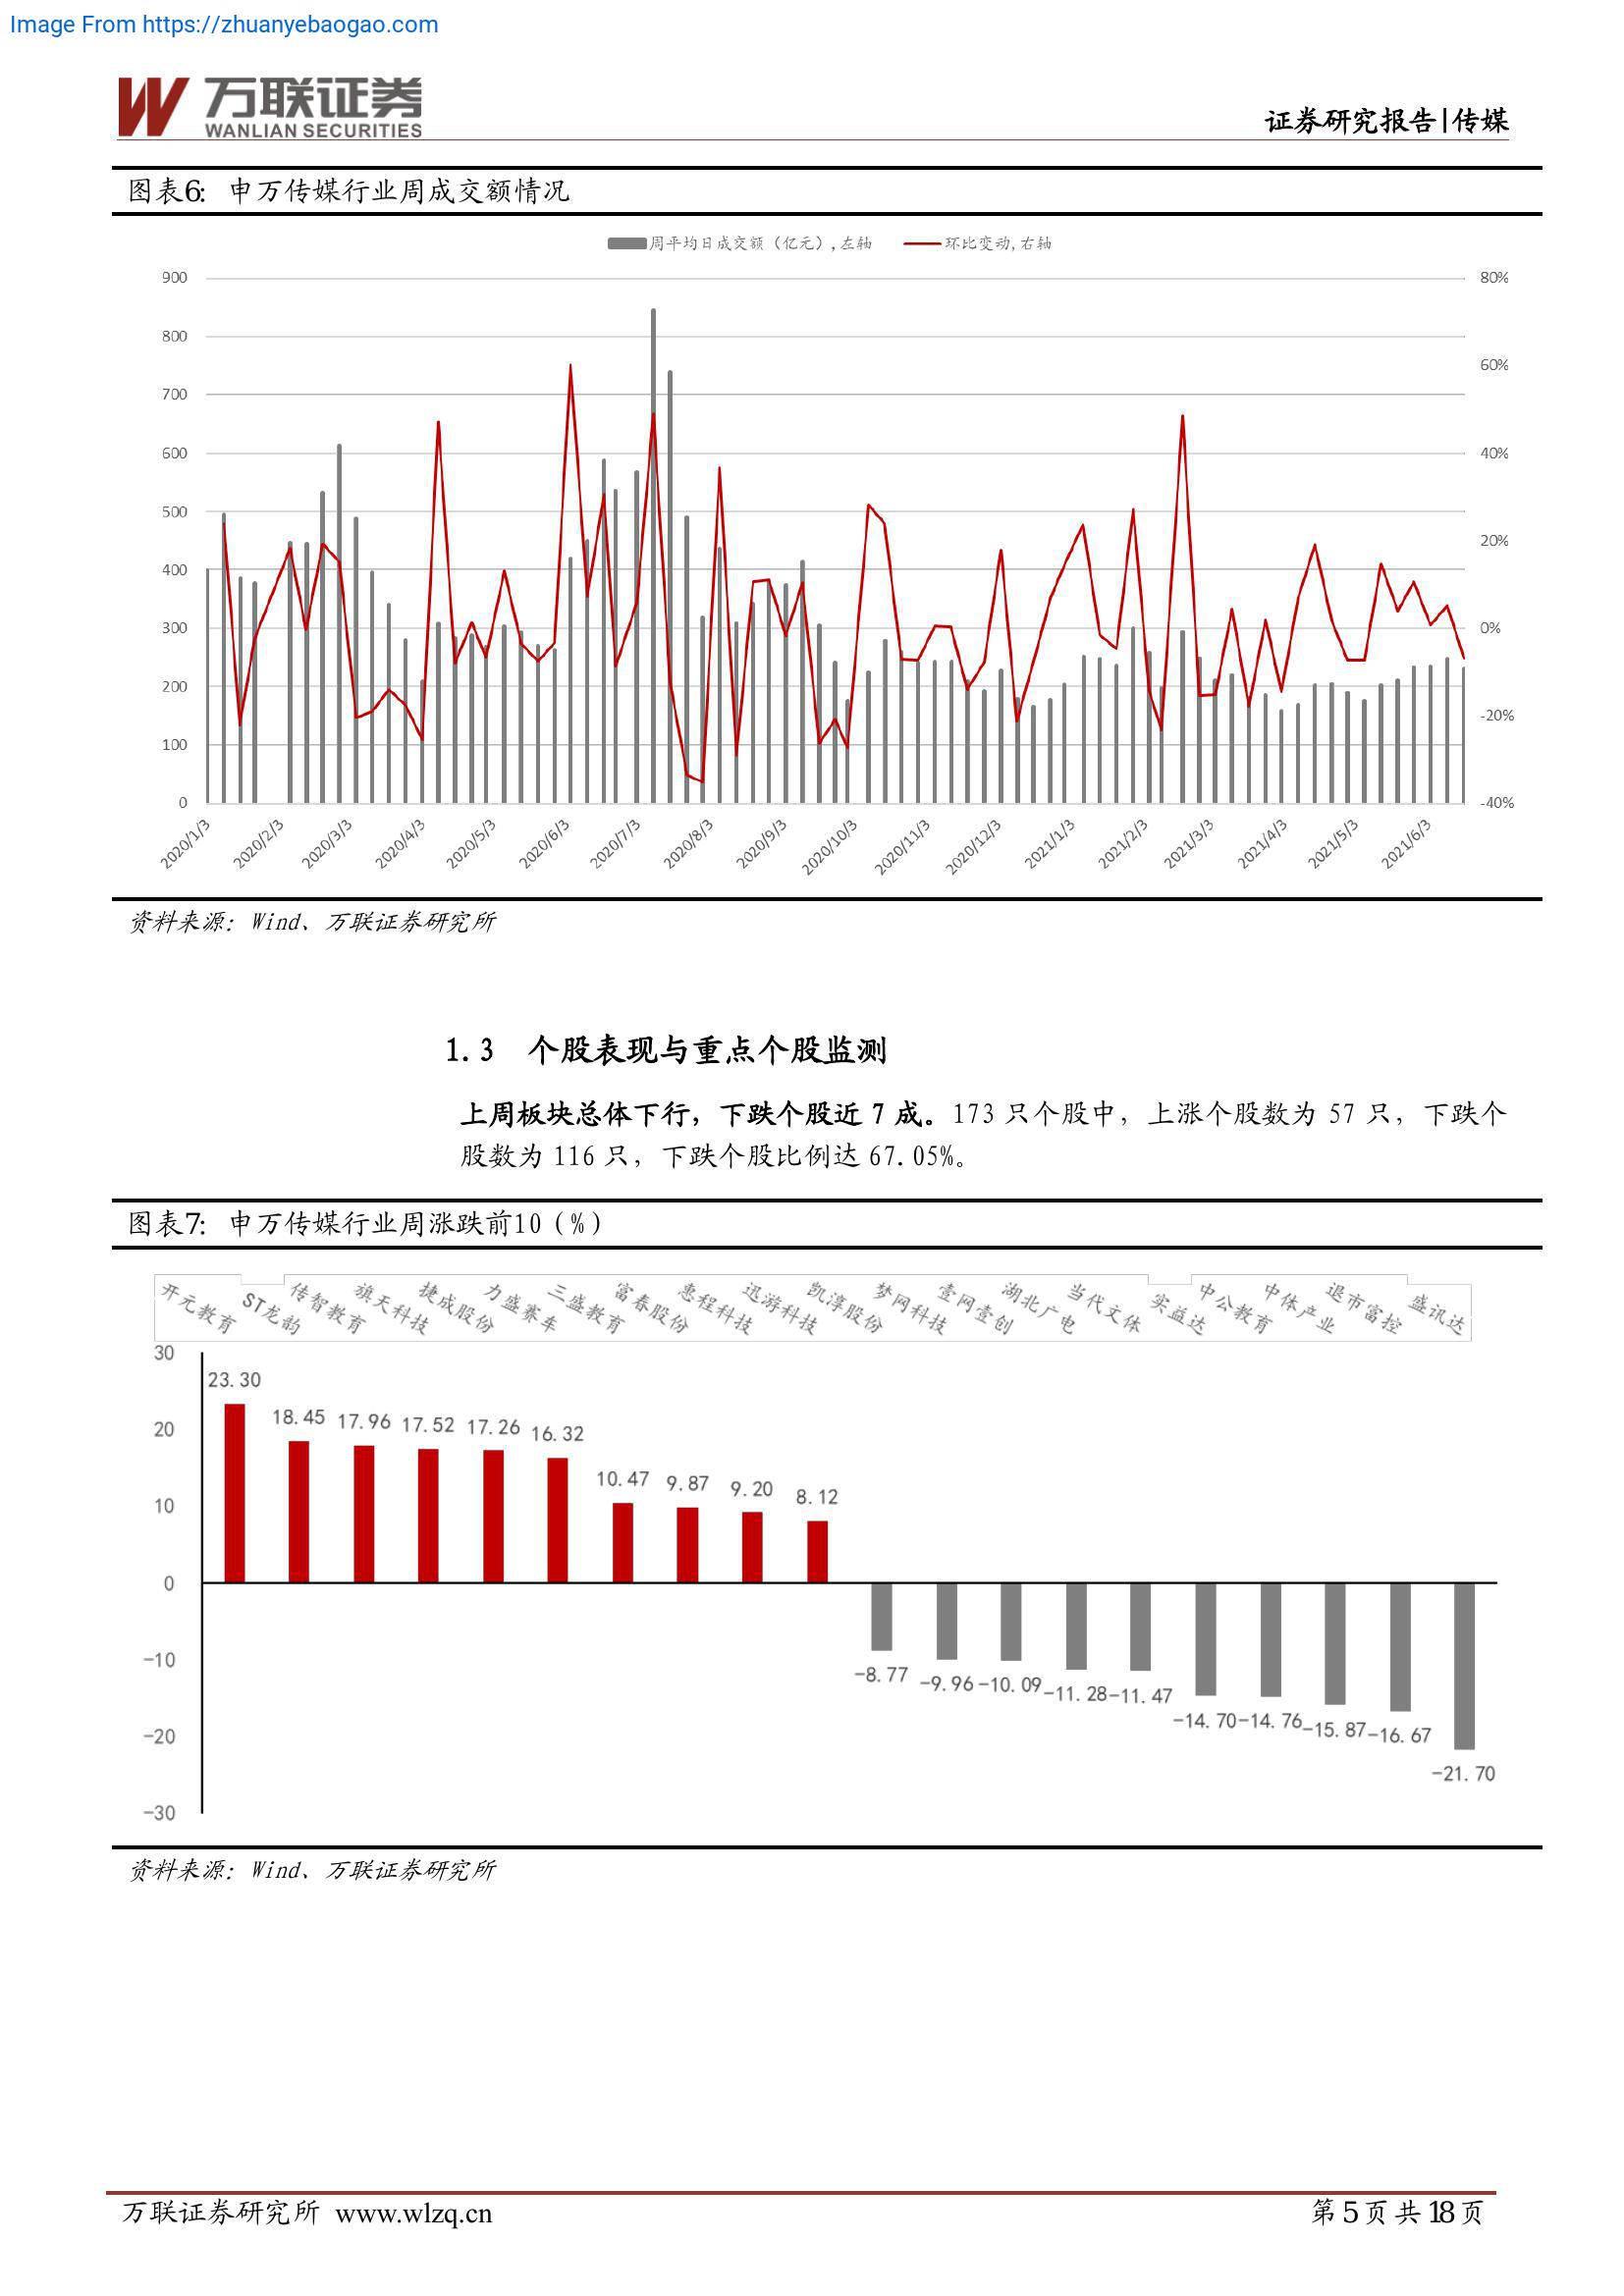 Image From https://zhuanyebaogao.com
万联证券
WANLIAN SECURITIES
证券研究报告|传媒
图表6: 申万传媒行业周成交额情况
周平均日成交额（亿元）,左轴 环比变动,右轴
900 80%
800
700 60%
600 40%
500 20%
400
300 0%
200 -20%
100
0 -40%
2020/1/3 2020/2/3 2020/3/3 2020/4/3 2020/5/3 2020/6/3 2020/7/3 2020/8/3 2020/9/3 2020/10/3 2020/11/3 2020/12/3 2021/1/3 2021/2/3 2021/3/3 2021/4/3 2021/5/3 2021/6/3
资料来源：Wind、万联证券研究所
1.3 个股表现与重点个股监测
上周板块总体下行，下跌个股近 7 成。173 只个股中，上涨个股数为 57 只，下跌个
股数为 116 只，下跌个股比例达 67.05%。
图表7: 申万传媒行业周涨跌前10（%）
开元教育 ST龙韵 传智教育 旗天科技 捷成股份 力盛赛车 三盛教育 富春股份 惠程科技 迅游科技 凯淳股份 梦网科技 壹网壹创 湖北广电 当代文体 实益达 中公教育 中体产业 退市富控 盛讯达
30
23.30
20 18.45 17.96 17.52 17.26 16.32
10 10.47 9.87 9.20 8.12
0
-10 -8.77 -9.96 -10.09 -11.28 -11.47
-20 -14.70 -14.76 -15.87 -16.67
-21.70
-30
资料来源：Wind、万联证券研究所
万联证券研究所 www.wlzq.cn 第 5 页 共 18 页